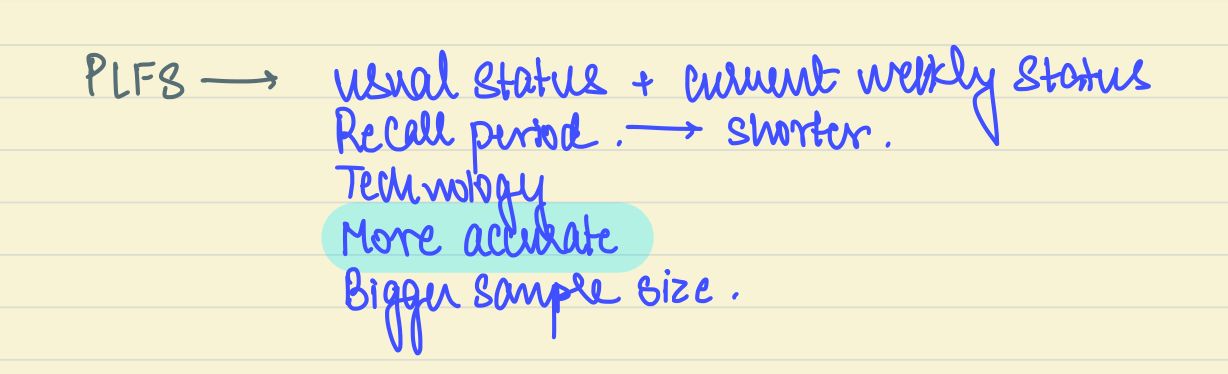 PLFS → usual status + current weekly status
Recall period. → shorter.
Technology
More accurate
Bigger sample size.